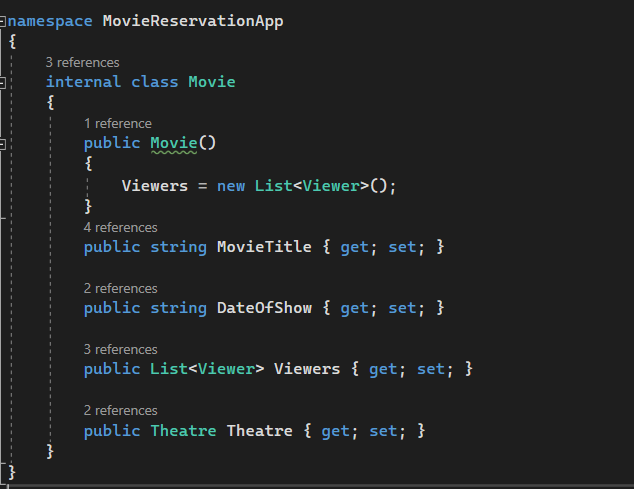 namespace MovieReservationApp
{
3 references
internal class Movie
{
1 reference
public Movie()
{
Viewers = new List<Viewer>();
}
4 references
public string MovieTitle { get; set; }
2 references
public string DateOfShow { get; set; }
3 references
public List<Viewer> Viewers { get; set; }
2 references
public Theatre Theatre { get; set; }
}
}